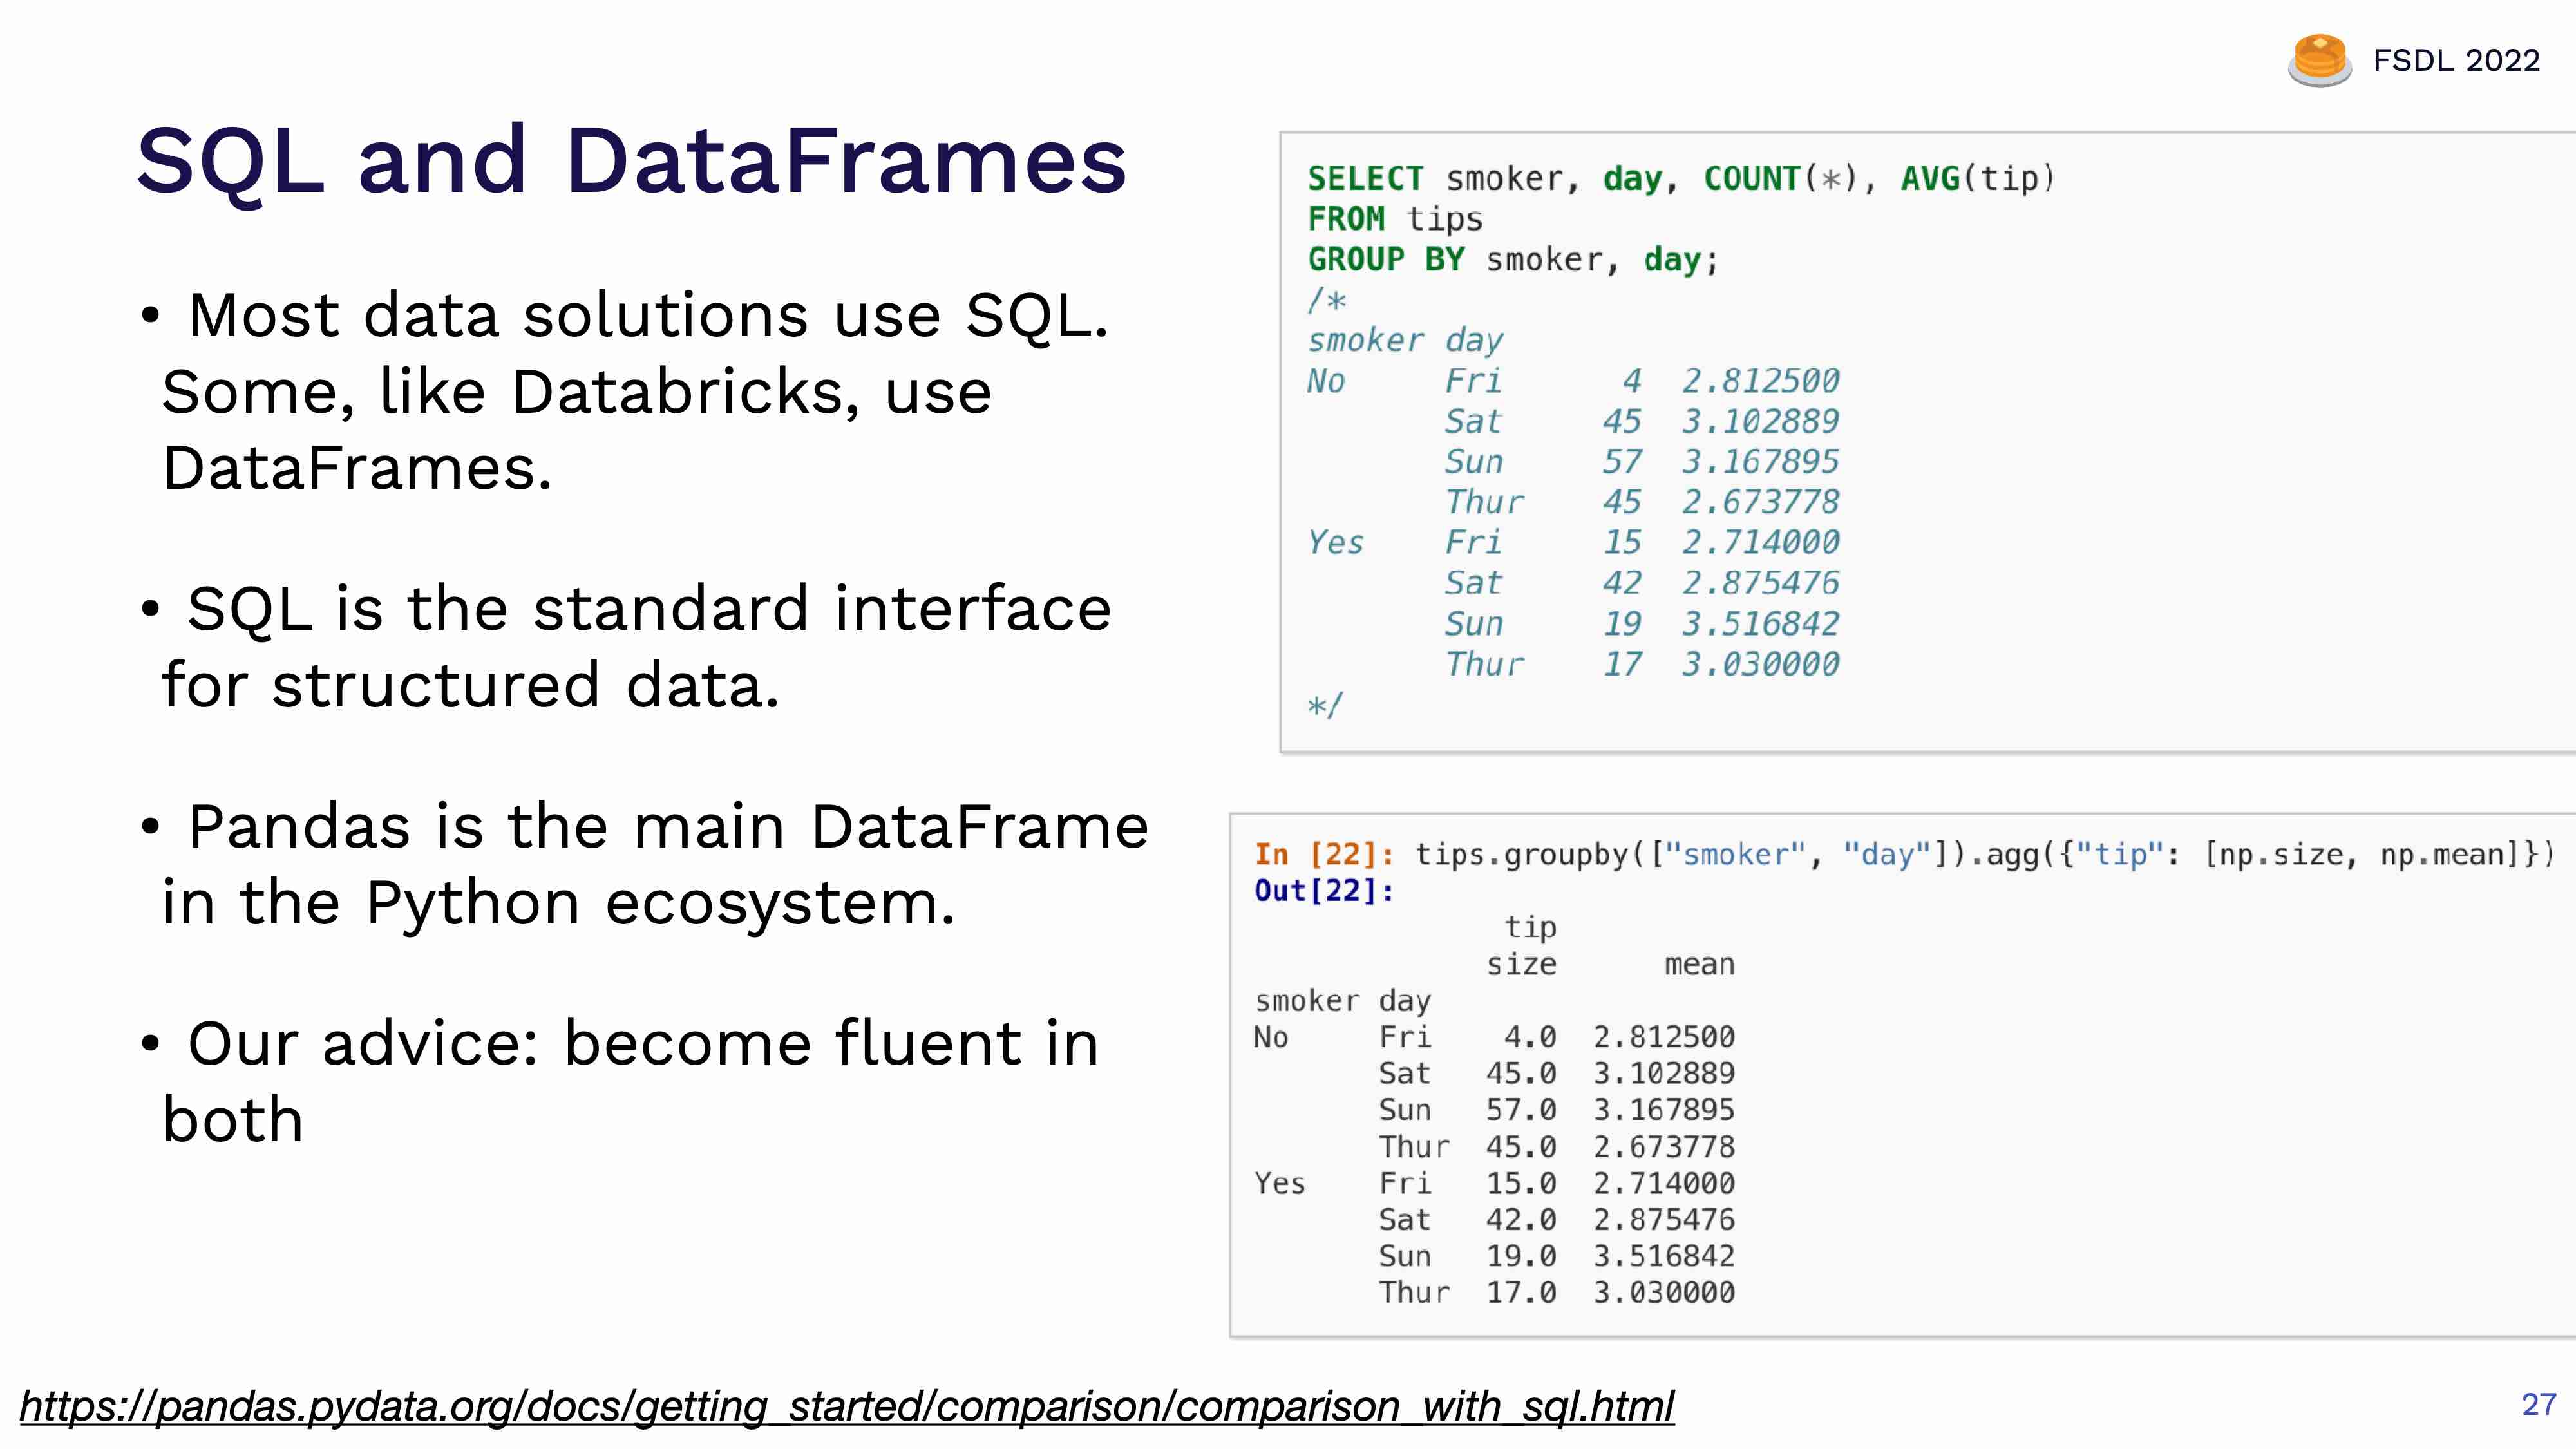 FSDL 2022
SQL and DataFrames
• Most data solutions use SQL.
Some, like Databricks, use
DataFrames.
• SQL is the standard interface
for structured data.
• Pandas is the main DataFrame
in the Python ecosystem.
• Our advice: become fluent in
both
SELECT smoker, day, COUNT(*), AVG(tip)
FROM tips
GROUP BY smoker, day;
/*
smoker day
No     Fri      4  2.812500
       Sat     45  3.102889
       Sun     57  3.167895
       Thur    45  2.673778
Yes    Fri     15  2.714000
       Sat     42  2.875476
       Sun     19  3.516842
       Thur    17  3.030000
*/
In [22]: tips.groupby(["smoker", "day"]).agg({"tip": [np.size, np.mean]})
Out[22]:
              tip
             size      mean
smoker day
No     Fri    4.0  2.812500
       Sat   45.0  3.102889
       Sun   57.0  3.167895
       Thur  45.0  2.673778
Yes    Fri   15.0  2.714000
       Sat   42.0  2.875476
       Sun   19.0  3.516842
       Thur  17.0  3.030000
https://pandas.pydata.org/docs/getting_started/comparison/comparison_with_sql.html
27